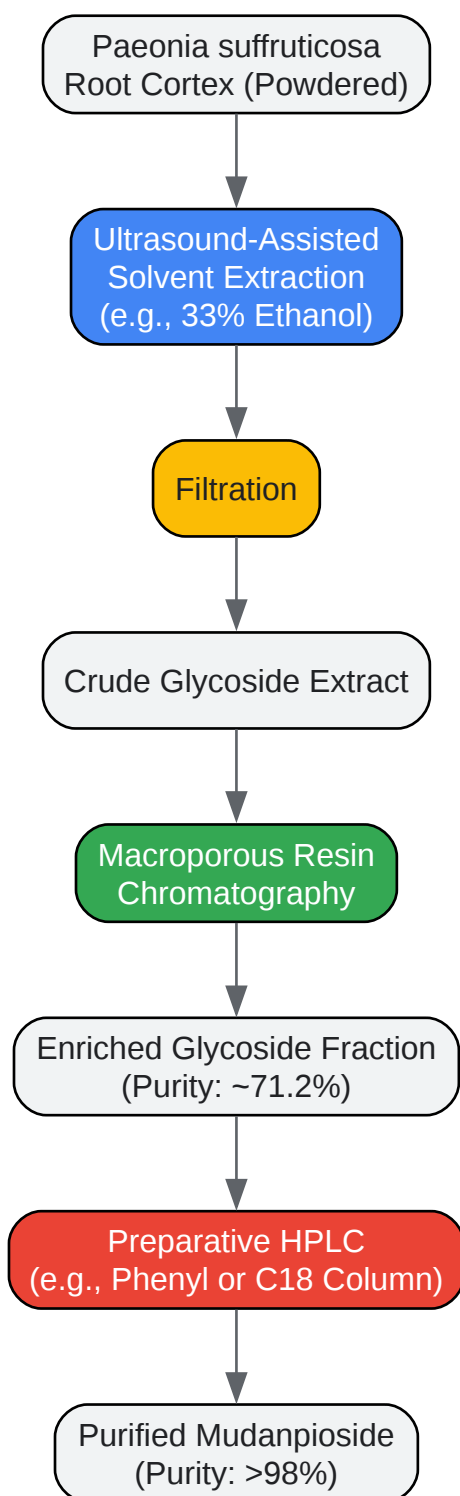 Paeonia suffruticosa
Root Cortex (Powdered)
Ultrasound-Assisted
Solvent Extraction
(e.g., 33% Ethanol)
Filtration
Crude Glycoside Extract
Macroporous Resin
Chromatography
Enriched Glycoside Fraction
(Purity: ~71.2%)
Preparative HPLC
(e.g., Phenyl or C18 Column)
Purified Mudanpioside
(Purity: >98%)